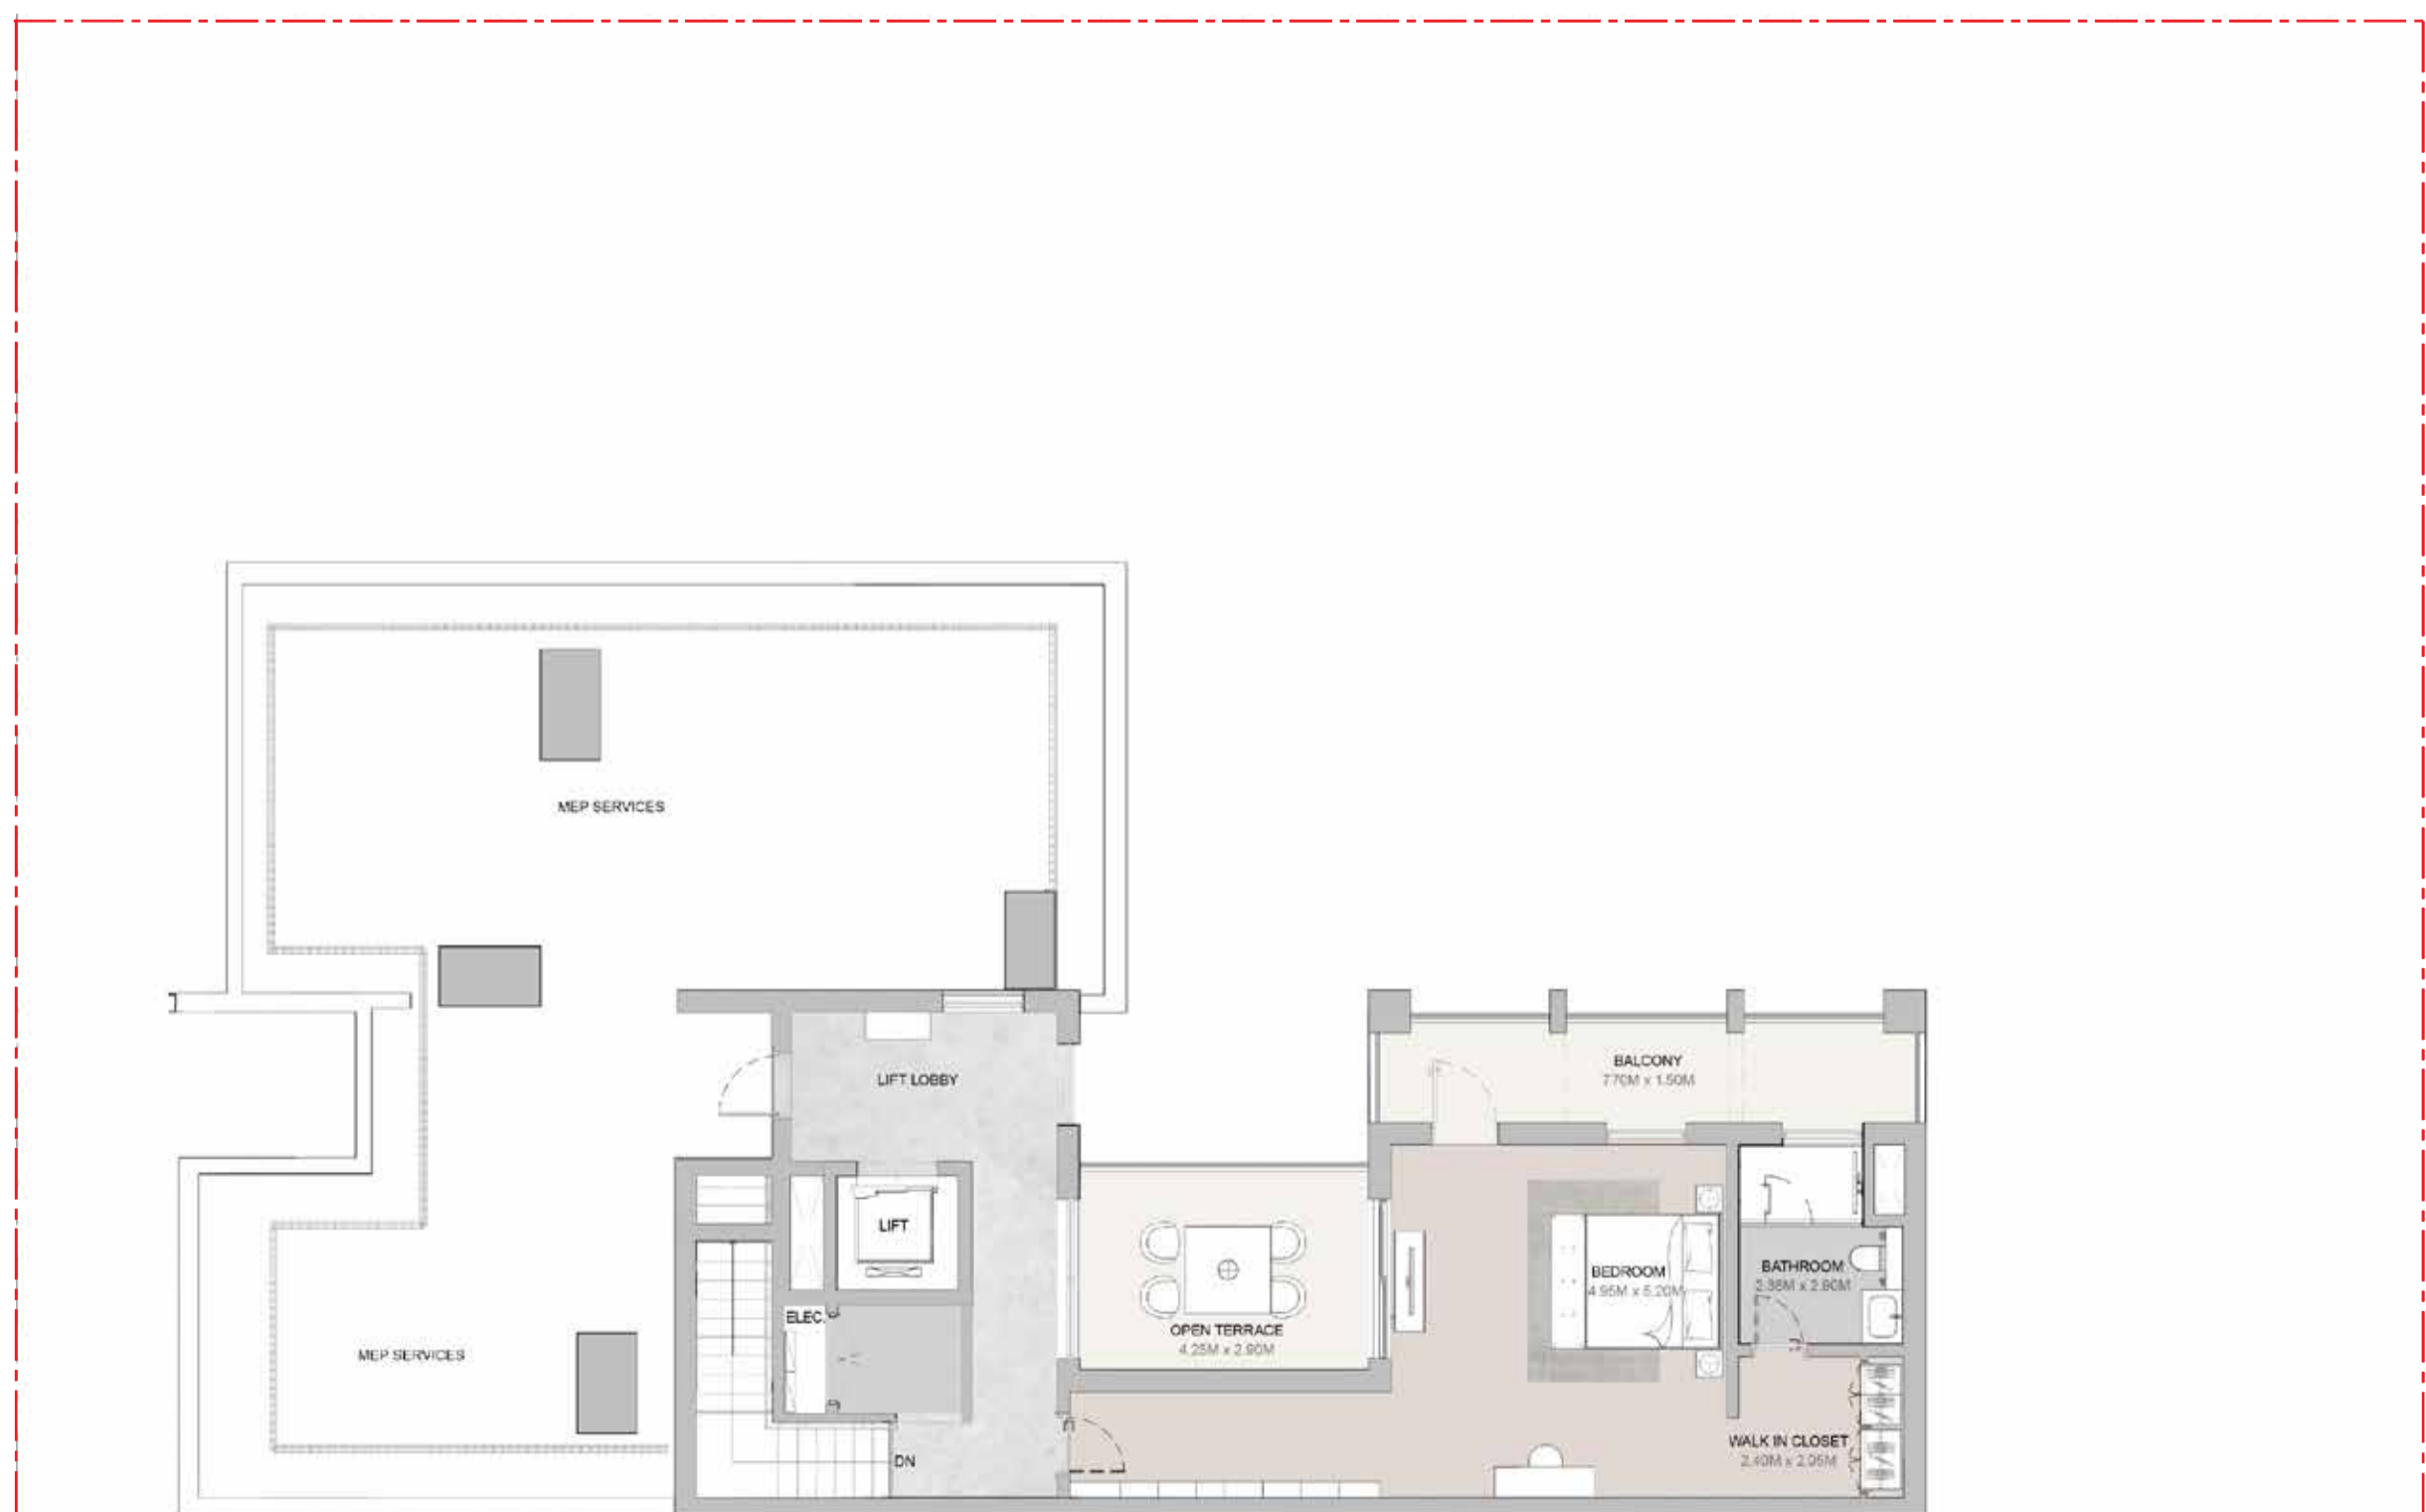 MEP SERVICES
LIFT LOBBY
BALCONY
7.70M x 1.50M
LIFT
BEDROOM
4.95M x 5.20M
BATHROOM
2.38M x 2.90M
ELEC.
OPEN TERRACE
4.25M x 2.90M
MEP SERVICES
DN
WALK IN CLOSET
2.40M x 2.05M